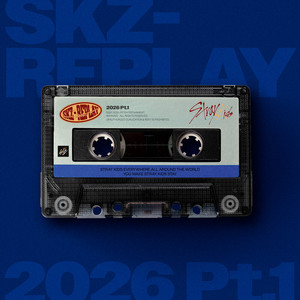 SKZ-
REPLAY
SKZ-REPLAY
2026 Pt.1
Stray Kids
STRAY KIDS EVERYWHERE ALL AROUND THE WORLD
YOU MAKE STRAY KIDS STAY
2026 Pt.1